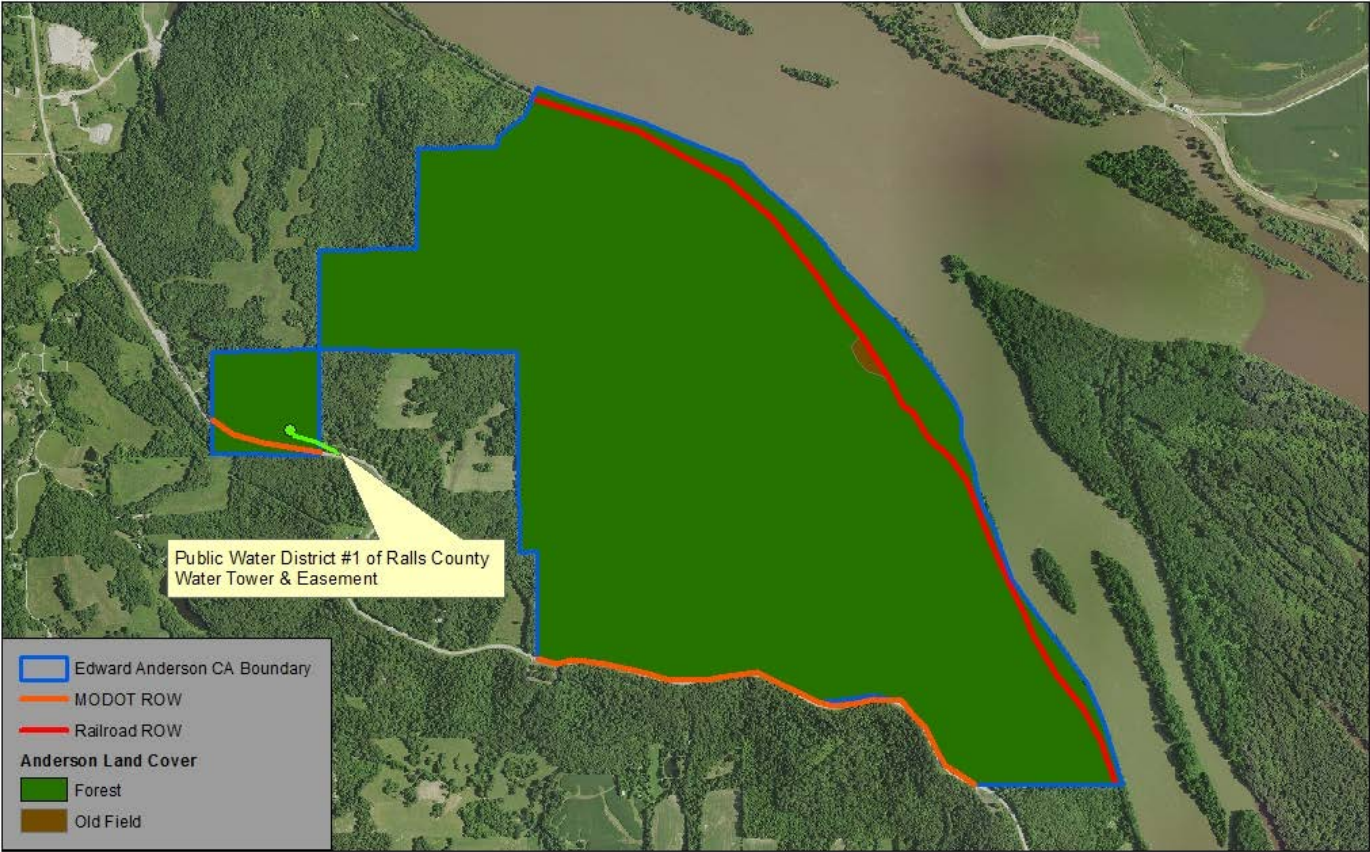 Public Water District #1 of Ralls County
Water Tower & Easement
Edward Anderson CA Boundary
MODOT ROW
Railroad ROW
Anderson Land Cover
Forest
Old Field